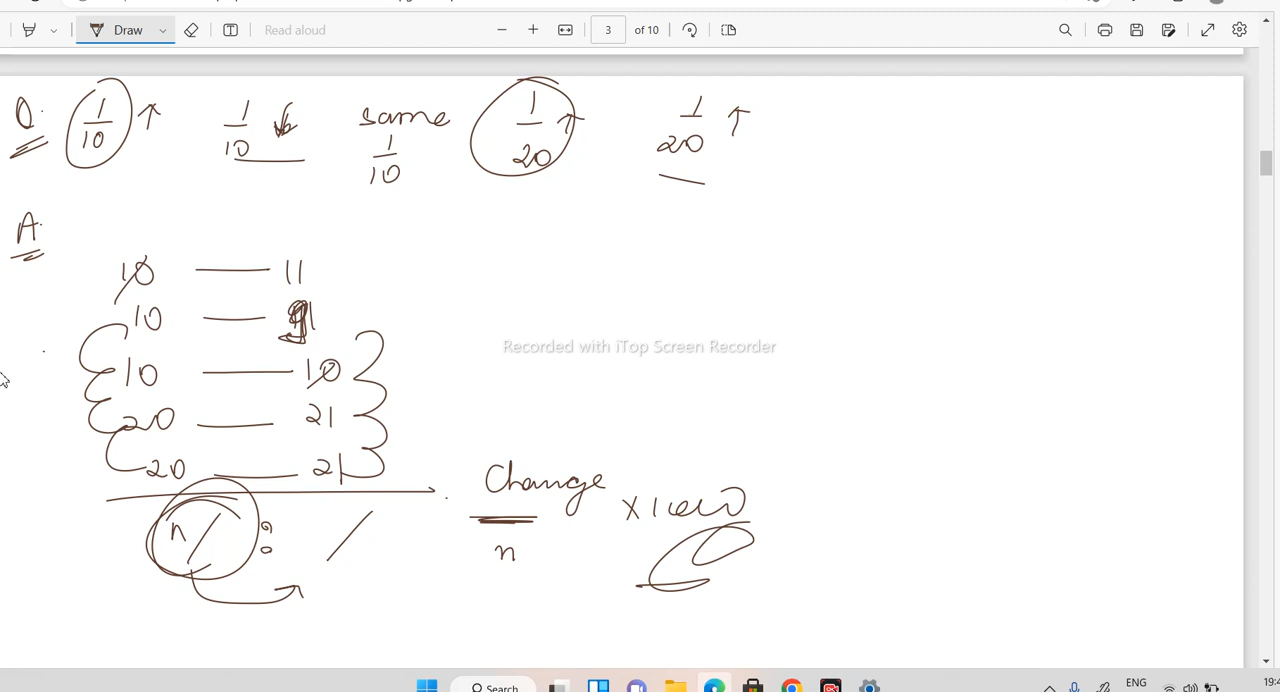 Draw Read aloud 3 of 10
Q. 1/10 ↑ 1/10 ↓ same 1/10 1/20 ↑ 1/20 ↑
A.
10 — 11
10 —
10 — 10
20 — 21
20 — 21
n : Change/n ×100
Recorded with iTop Screen Recorder
Search ENG